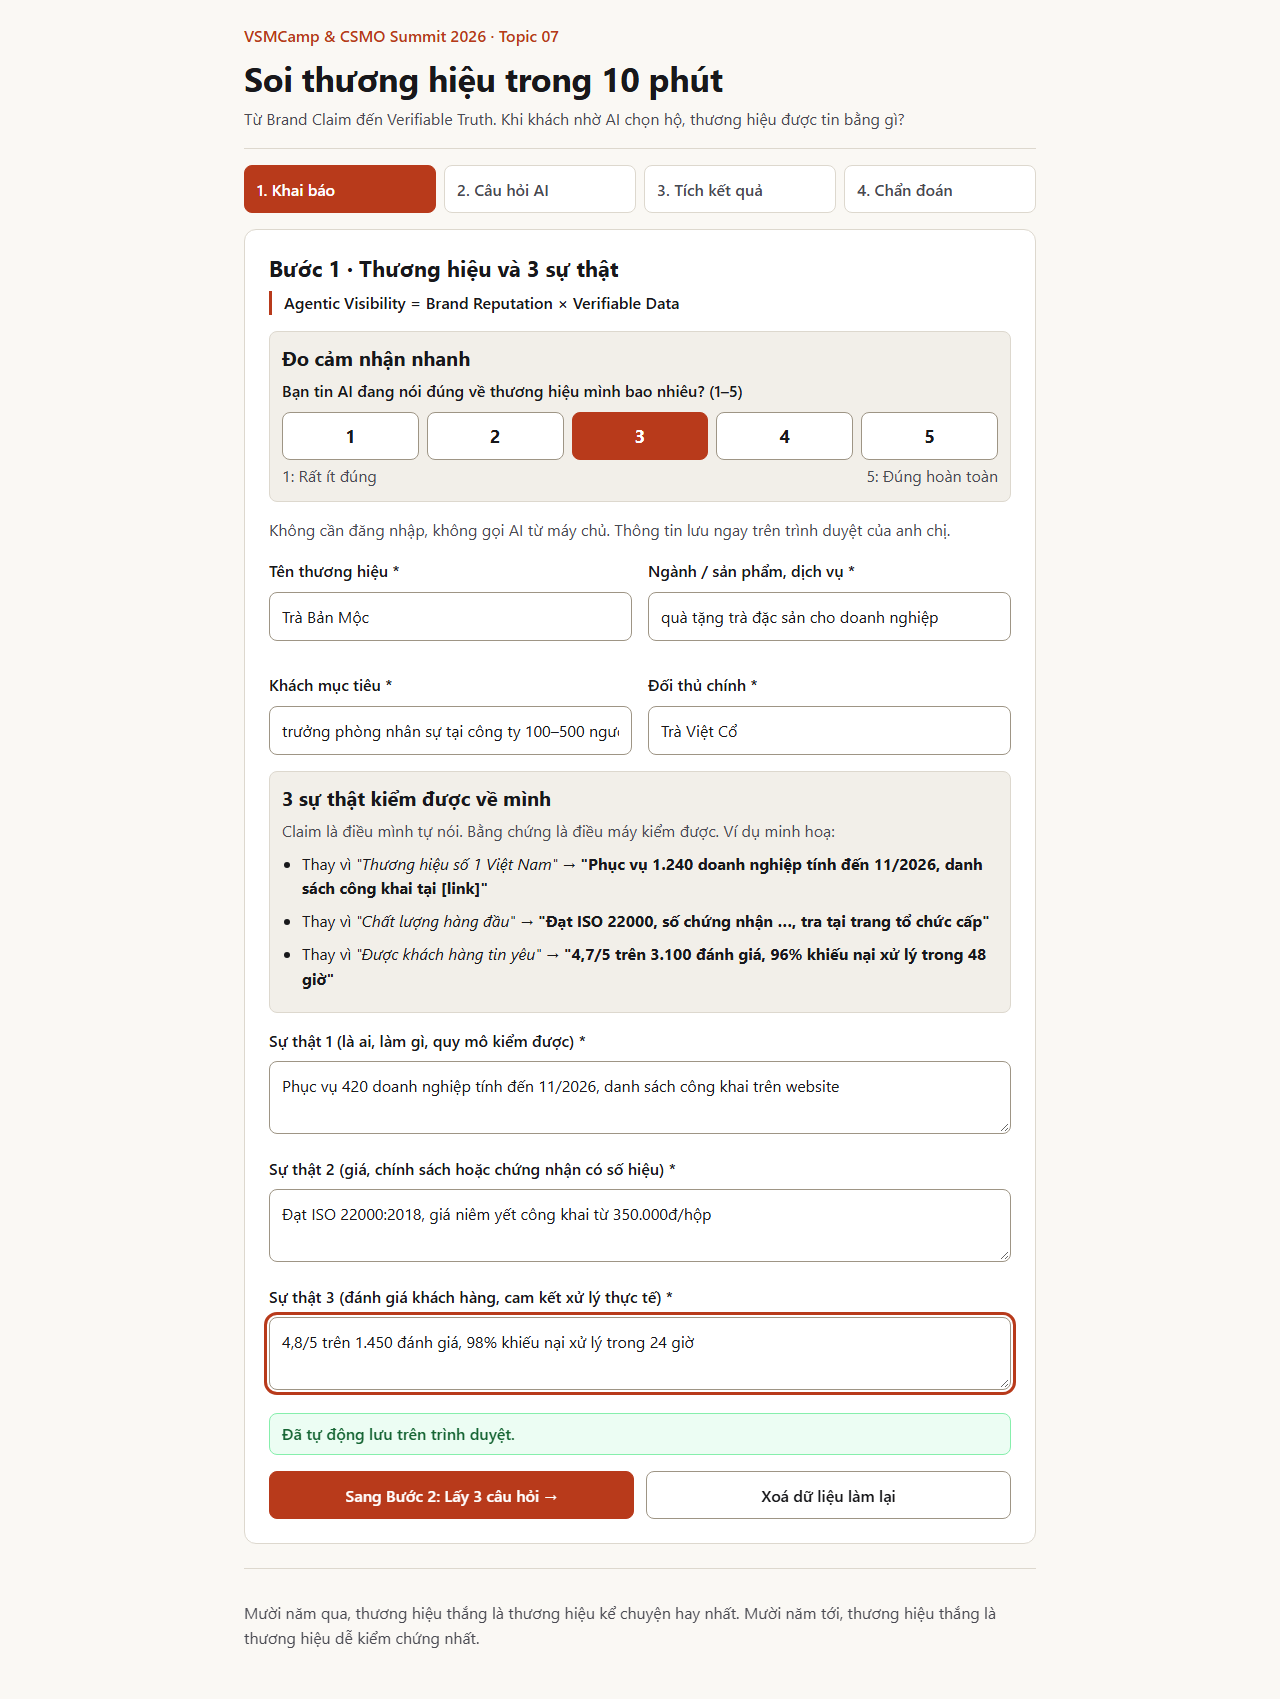 VSMCamp & CSMO Summit 2026 · Topic 07
Soi thương hiệu trong 10 phút
Từ Brand Claim đến Verifiable Truth. Khi khách nhờ AI chọn hộ, thương hiệu được tin bằng gì?
1. Khai báo
2. Câu hỏi AI
3. Tích kết quả
4. Chẩn đoán
Bước 1 · Thương hiệu và 3 sự thật
Agentic Visibility = Brand Reputation × Verifiable Data
Đo cảm nhận nhanh
Bạn tin AI đang nói đúng về thương hiệu mình bao nhiêu? (1–5)
1
2
3
4
5
1: Rất ít đúng
5: Đúng hoàn toàn
Không cần đăng nhập, không gọi AI từ máy chủ. Thông tin lưu ngay trên trình duyệt của anh chị.
Tên thương hiệu *
Ngành / sản phẩm, dịch vụ *
Trà Bản Mộc
quà tặng trà đặc sản cho doanh nghiệp
Khách mục tiêu *
Đối thủ chính *
trưởng phòng nhân sự tại công ty 100–500 ngư
Trà Việt Cổ
3 sự thật kiểm được về mình
Claim là điều mình tự nói. Bằng chứng là điều máy kiểm được. Ví dụ minh hoạ:
• Thay vì "Thương hiệu số 1 Việt Nam" → "Phục vụ 1.240 doanh nghiệp tính đến 11/2026, danh
sách công khai tại [link]"
• Thay vì "Chất lượng hàng đầu" → "Đạt ISO 22000, số chứng nhận ..., tra tại trang tổ chức cấp"
• Thay vì "Được khách hàng tin yêu" → "4,7/5 trên 3.100 đánh giá, 96% khiếu nại xử lý trong 48
giờ"
Sự thật 1 (là ai, làm gì, quy mô kiểm được) *
Phục vụ 420 doanh nghiệp tính đến 11/2026, danh sách công khai trên website
Sự thật 2 (giá, chính sách hoặc chứng nhận có số hiệu) *
Đạt ISO 22000:2018, giá niêm yết công khai từ 350.000đ/hộp
Sự thật 3 (đánh giá khách hàng, cam kết xử lý thực tế) *
4,8/5 trên 1.450 đánh giá, 98% khiếu nại xử lý trong 24 giờ
Đã tự động lưu trên trình duyệt.
Sang Bước 2: Lấy 3 câu hỏi →
Xoá dữ liệu làm lại
Mười năm qua, thương hiệu thắng là thương hiệu kể chuyện hay nhất. Mười năm tới, thương hiệu thắng là
thương hiệu dễ kiểm chứng nhất.